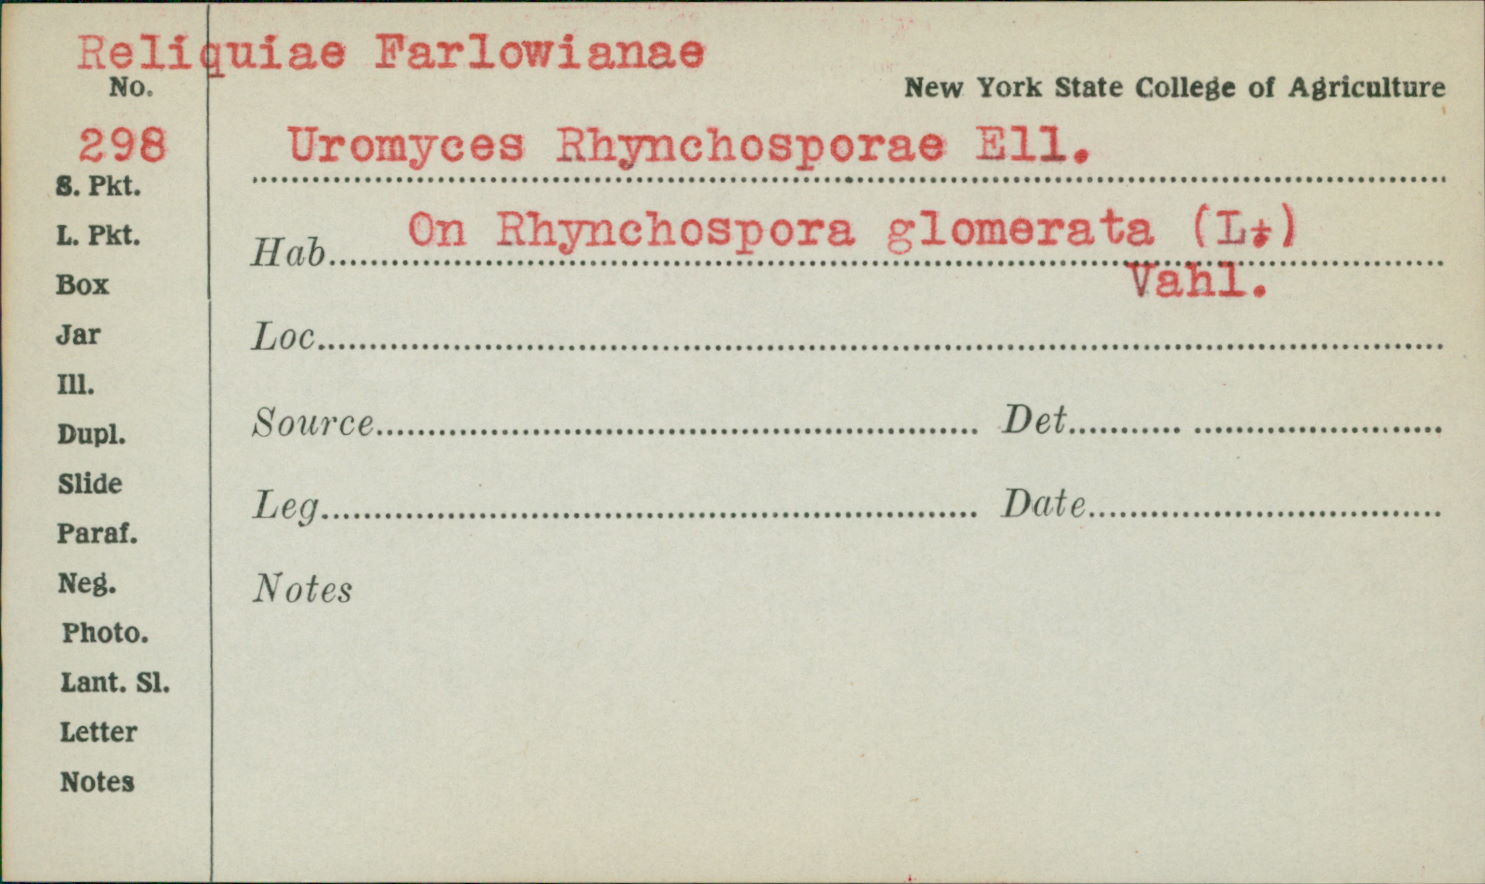 Reliquiae Farlowianae
No.
New York State College of Agriculture
298
Uromyces Rhynchosporae Ell.
S. Pkt.
L. Pkt.
Hab. On Rhynchospora glomerata (L.)
Vahl.
Box
Jar
Loc.
Ill.
Dupl.
Source Det.
Slide
Leg. Date
Paraf.
Neg.
Notes
Photo.
Lant. Sl.
Letter
Notes